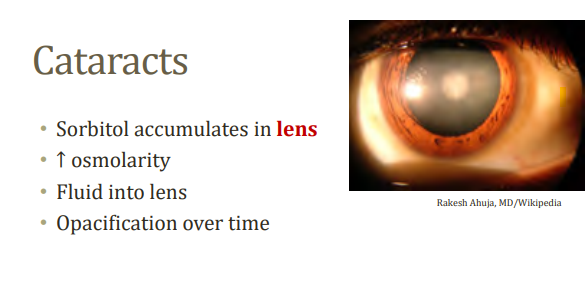 Cataracts
• Sorbitol accumulates in lens
• ↑ osmolarity
• Fluid into lens
• Opacification over time
Rakesh Ahuja, MD/Wikipedia